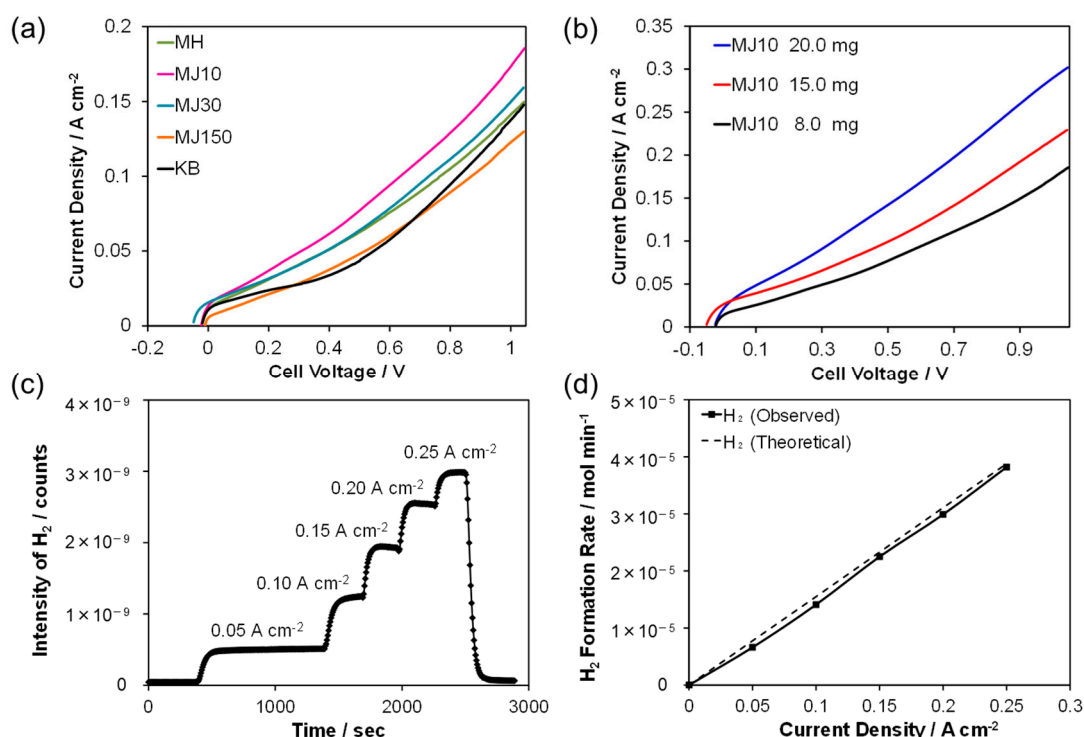 (a)
MH
MJ10
MJ30
MJ150
KB
0.2
0.15
0.1
0.05
0
-0.2
0
0.2
0.4
0.6
0.8
1
Current Density / A cm⁻²
Cell Voltage / V
(b)
MJ10 20.0 mg
MJ10 15.0 mg
MJ10 8.0 mg
0.35
0.3
0.25
0.2
0.15
0.1
0.05
0
-0.1
0.1
0.3
0.5
0.7
0.9
Current Density / A cm⁻²
Cell Voltage / V
(c)
4 × 10⁻⁹
3 × 10⁻⁹
2 × 10⁻⁹
1 × 10⁻⁹
0
0.25 A cm⁻²
0.20 A cm⁻²
0.15 A cm⁻²
0.10 A cm⁻²
0.05 A cm⁻²
0
1000
2000
3000
Intensity of H₂ / counts
Time / sec
(d)
H₂ (Observed)
H₂ (Theoretical)
5 × 10⁻⁵
4 × 10⁻⁵
3 × 10⁻⁵
2 × 10⁻⁵
1 × 10⁻⁵
0
0
0.05
0.1
0.15
0.2
0.25
0.3
H₂ Formation Rate / mol min⁻¹
Current Density / A cm⁻²